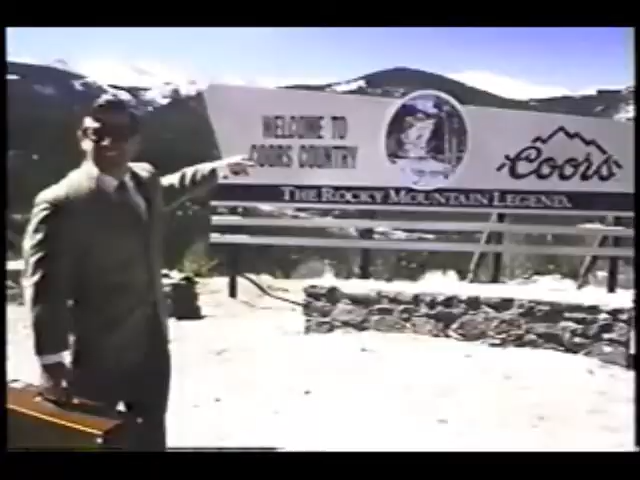 WELCOME TO
COORS COUNTRY
Coors
THE ROCKY MOUNTAIN LEGEND.